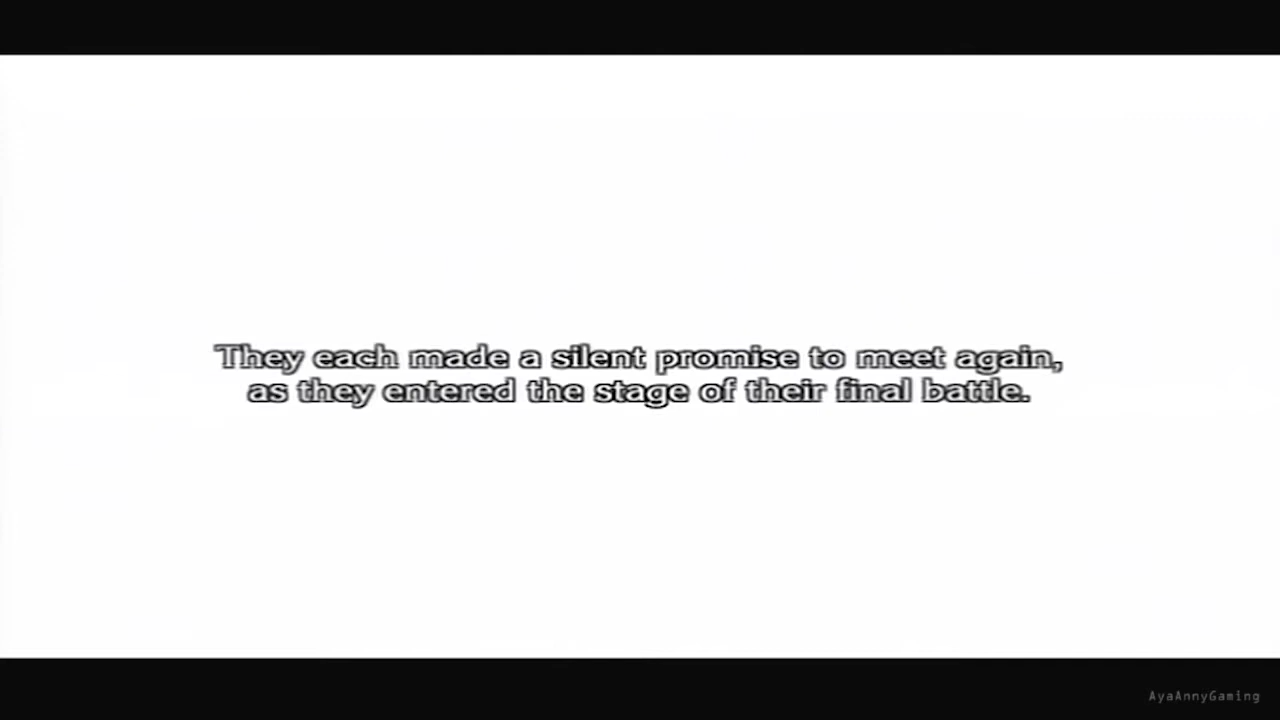 They each made a silent promise to meet again,
as they entered the stage of their final battle.
AyaAnnyGaming